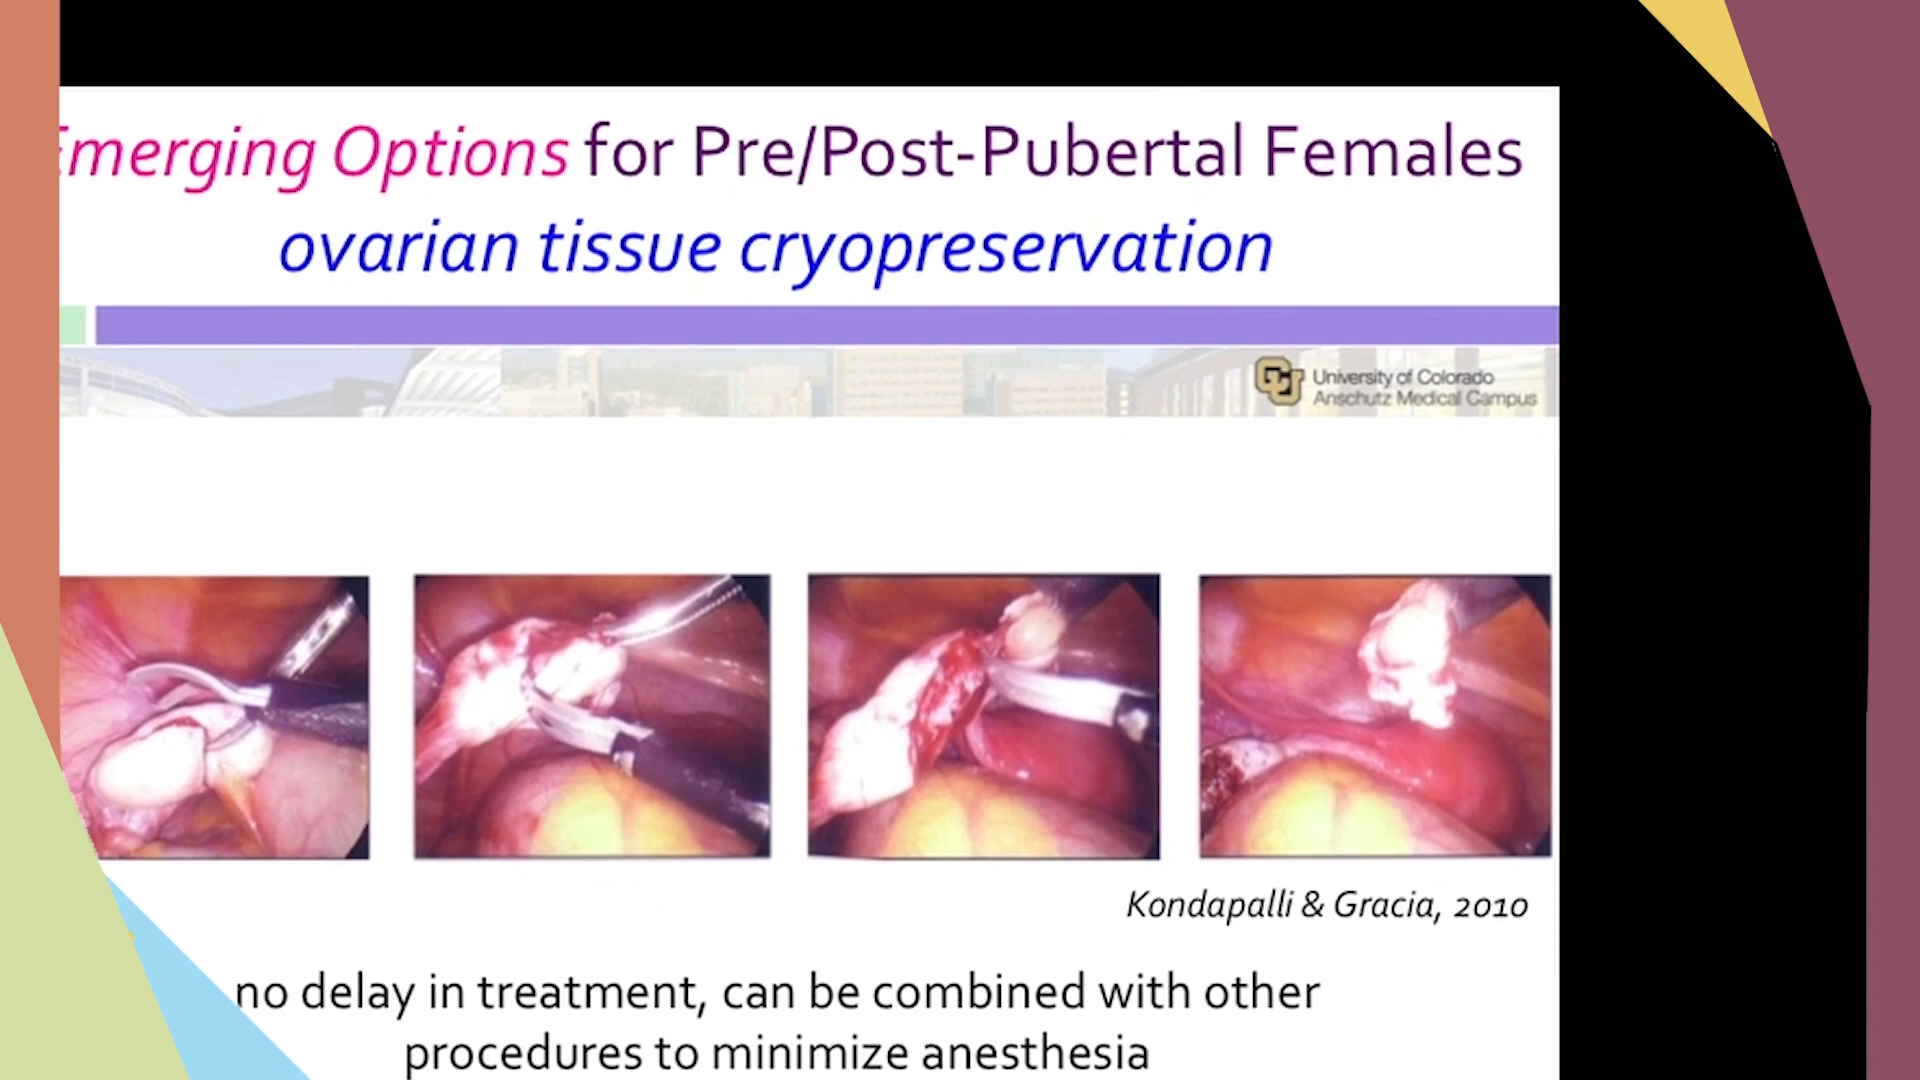 Emerging Options for Pre/Post-Pubertal Females
ovarian tissue cryopreservation
University of Colorado
Anschutz Medical Campus
Kondapalli & Gracia, 2010
no delay in treatment, can be combined with other
procedures to minimize anesthesia